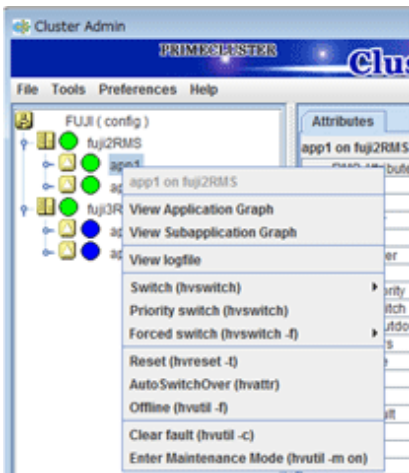 Cluster Admin
PRIMECLUSTER
Clus
File Tools Preferences Help
FUJI ( config )
fuji2RMS
app1
fuji3R
Attributes
app1 on fuji2RMS
app1 on fuji2RMS
View Application Graph
View Subapplication Graph
View logfile
Switch (hvswitch)
Priority switch (hvswitch)
Forced switch (hvswitch -f)
Reset (hvreset -t)
AutoSwitchOver (hvattr)
Offline (hvutil -f)
Clear fault (hvutil -c)
Enter Maintenance Mode (hvutil -m on)